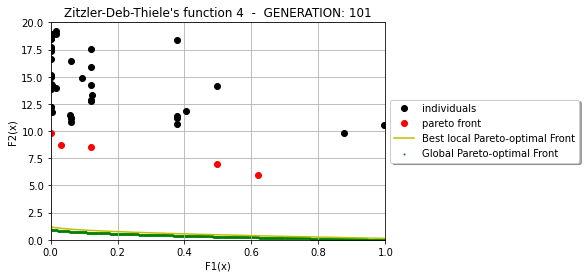 Zitzler-Deb-Thiele's function 4 - GENERATION: 101
20.0
17.5
15.0
12.5
10.0
7.5
5.0
2.5
0.0
F2(x)
0.0 0.2 0.4 0.6 0.8 1.0
F1(x)
individuals
pareto front
Best local Pareto-optimal Front
Global Pareto-optimal Front